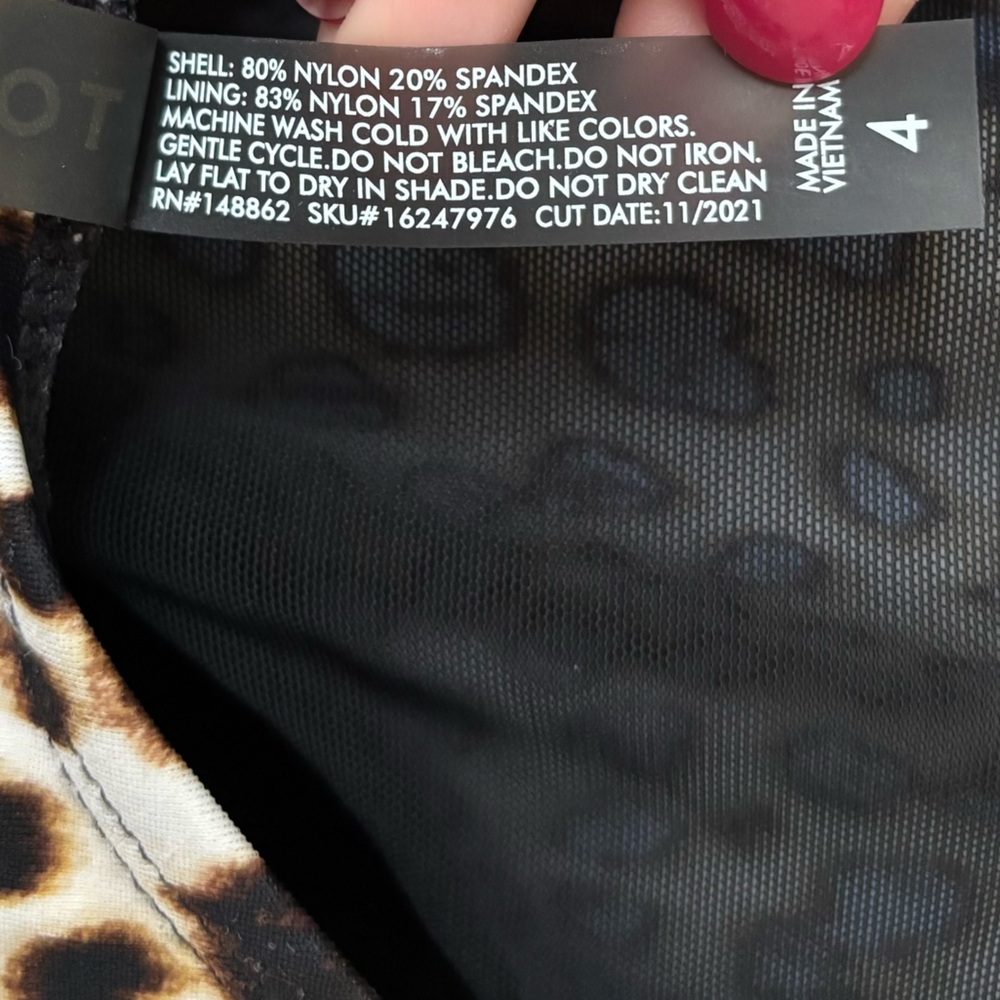 OT
SHELL: 80% NYLON 20% SPANDEX
LINING: 83% NYLON 17% SPANDEX
MACHINE WASH COLD WITH LIKE COLORS.
GENTLE CYCLE.DO NOT BLEACH.DO NOT IRON.
LAY FLAT TO DRY IN SHADE.DO NOT DRY CLEAN
RN#148862 SKU#16247976 CUT DATE:11/2021
MADE IN
VIETNAM
4